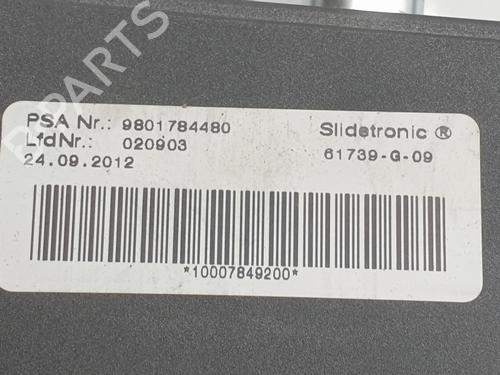 B-PARTS
PSA Nr.: 9801784480 Slidetronic ®
LfdNr.: 020903 61739-G-09
24.09.2012
*10007849200*